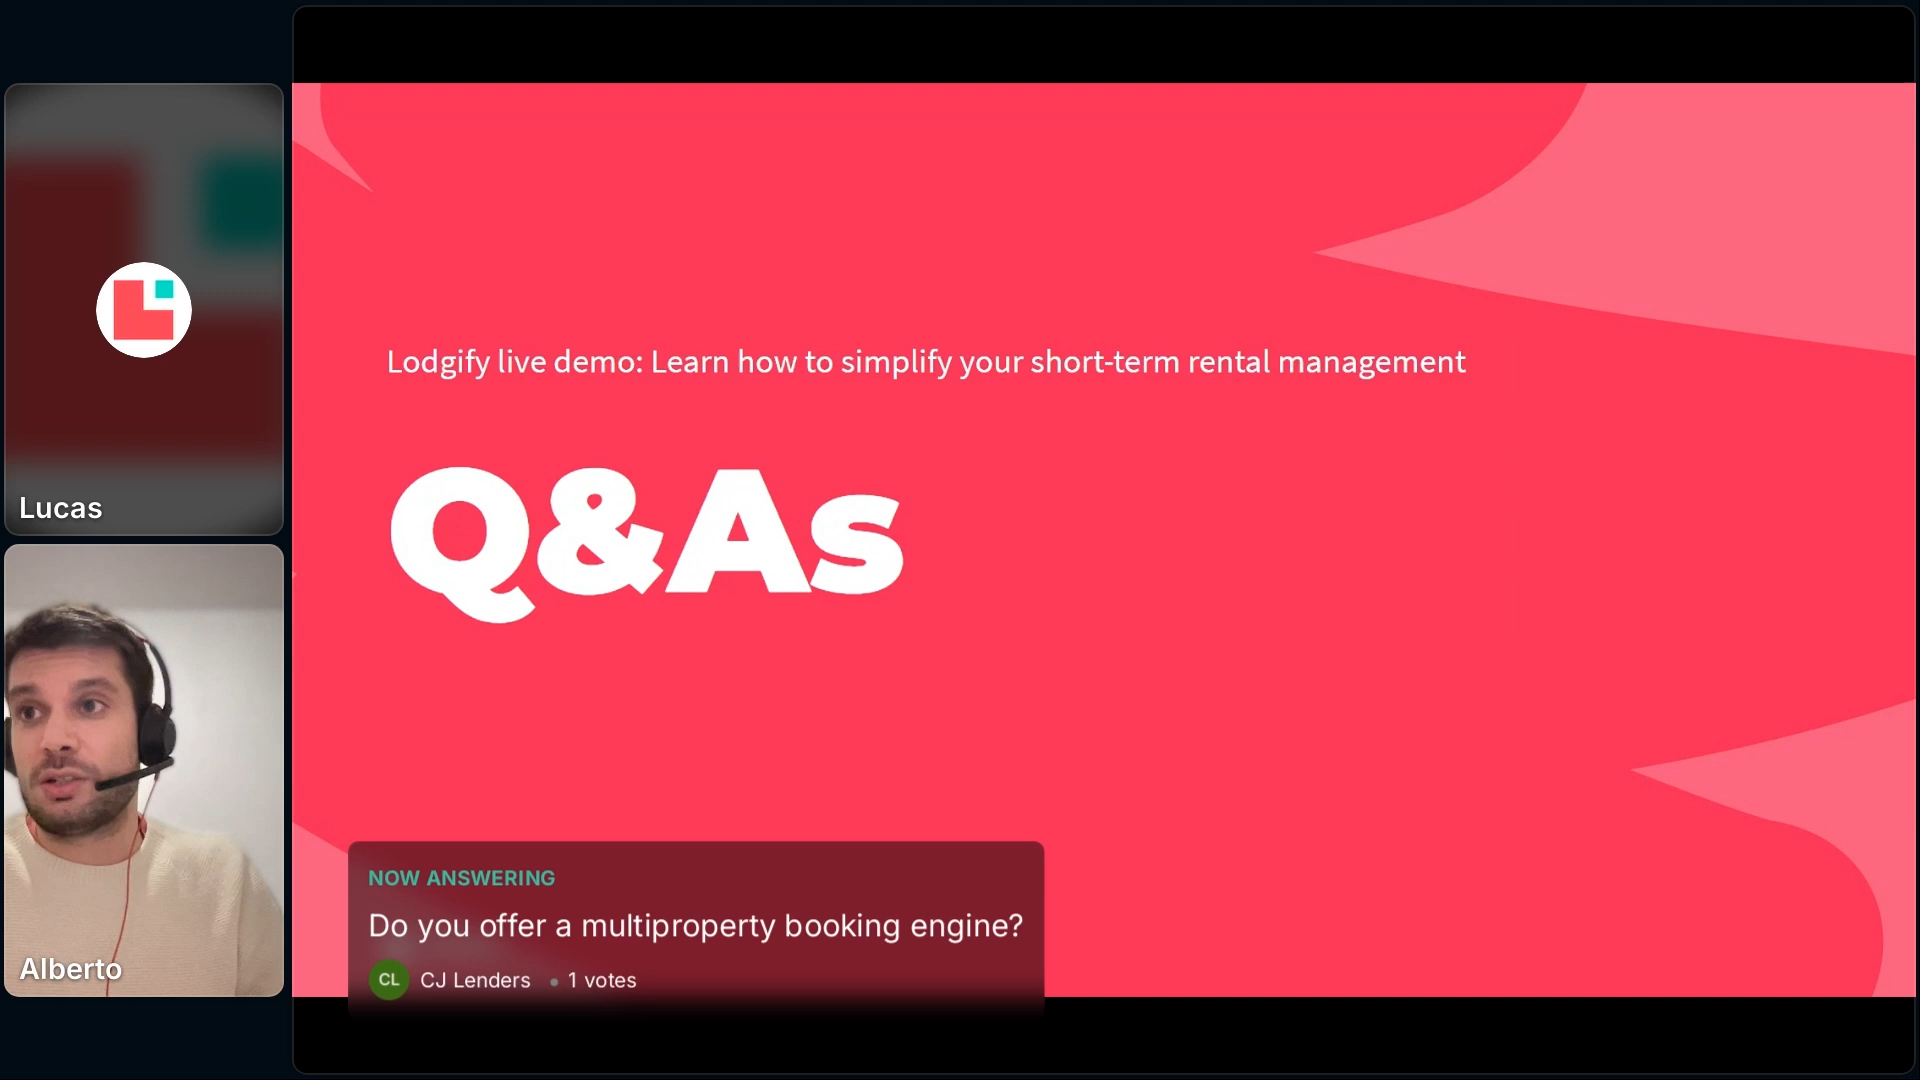 Lucas
Alberto
Lodgify live demo: Learn how to simplify your short-term rental management
Q&As
NOW ANSWERING
Do you offer a multiproperty booking engine?
CL CJ Lenders • 1 votes